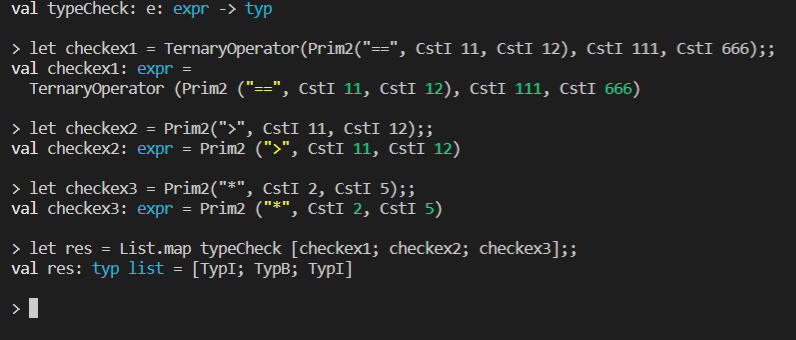 val typeCheck: e: expr -> typ
> let checkex1 = TernaryOperator(Prim2("==", CstI 11, CstI 12), CstI 111, CstI 666);;
val checkex1: expr =
  TernaryOperator (Prim2 ("==", CstI 11, CstI 12), CstI 111, CstI 666)
> let checkex2 = Prim2(">", CstI 11, CstI 12);;
val checkex2: expr = Prim2 (">", CstI 11, CstI 12)
> let checkex3 = Prim2("*", CstI 2, CstI 5);;
val checkex3: expr = Prim2 ("*", CstI 2, CstI 5)
> let res = List.map typeCheck [checkex1; checkex2; checkex3];;
val res: typ list = [TypI; TypB; TypI]
>